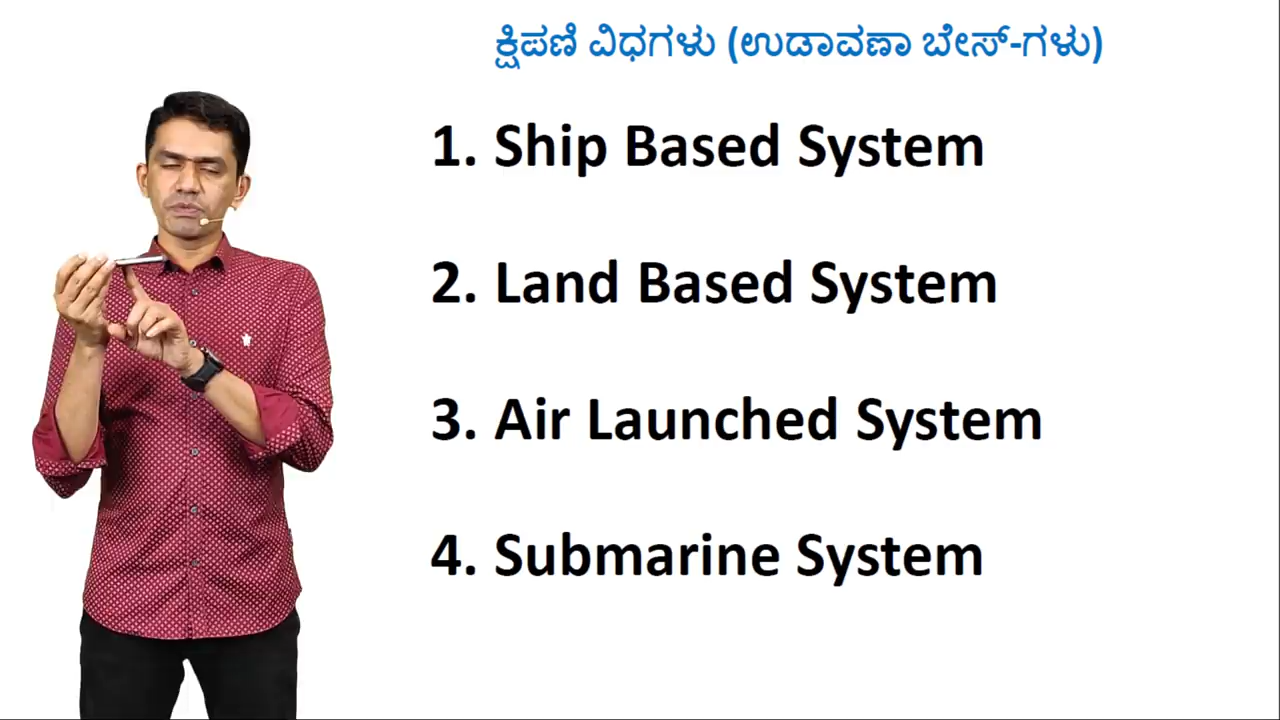 ಕ್ಷಿಪಣಿ ವಿಧಗಳು (ಉಡಾವಣಾ ಬೇಸ್-ಗಳು)
1. Ship Based System
2. Land Based System
3. Air Launched System
4. Submarine System